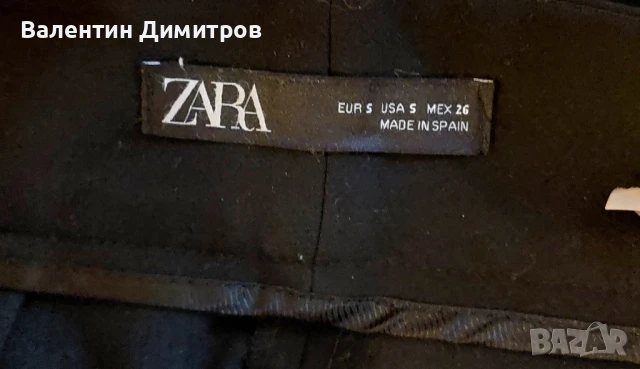 Валентин Димитров
ZARA
EUR S USA S MEX 26
MADE IN SPAIN
BAZAR